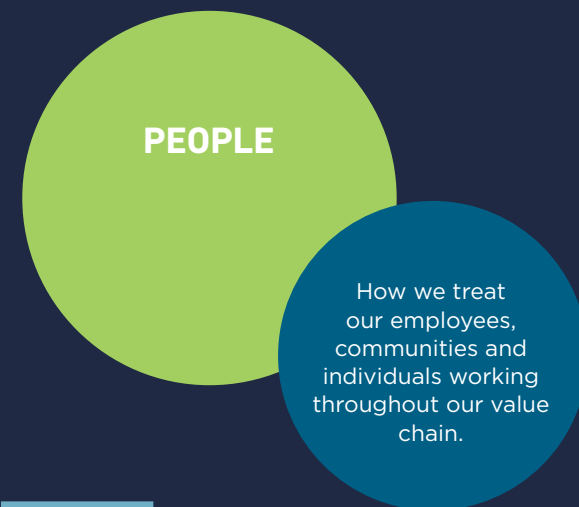 PEOPLE
How we treat
our employees,
communities and
individuals working
throughout our value
chain.